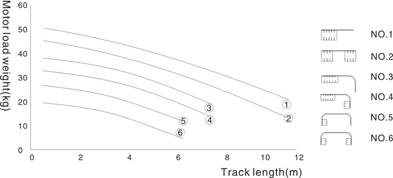 Motor load weight(kg)
60
50
40
30
20
10
0
0 2 4 6 8 10 12
Track length(m)
①
②
③
④
⑤
⑥
NO.1
NO.2
NO.3
NO.4
NO.5
NO.6